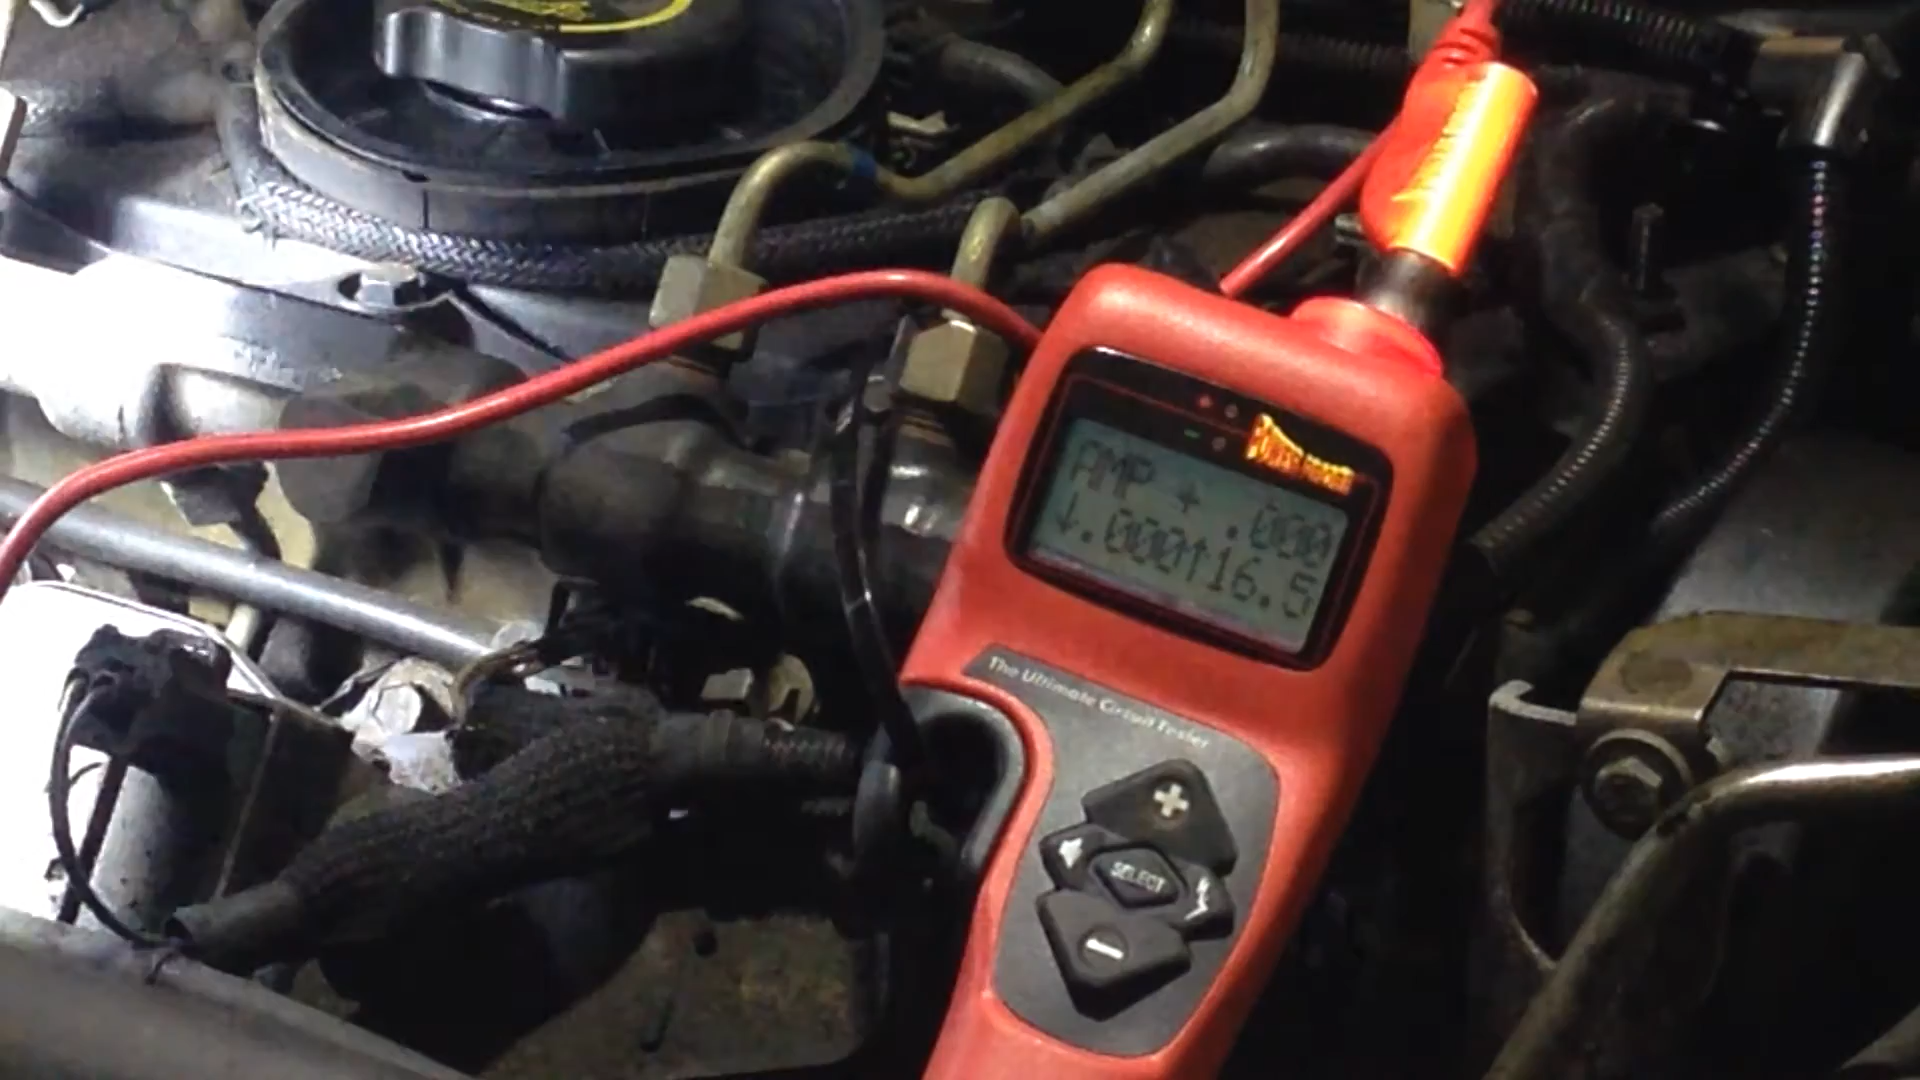 AMP + .000
↓.000↑16.5
The Ultimate Circuit Tester
+
SELECT
−